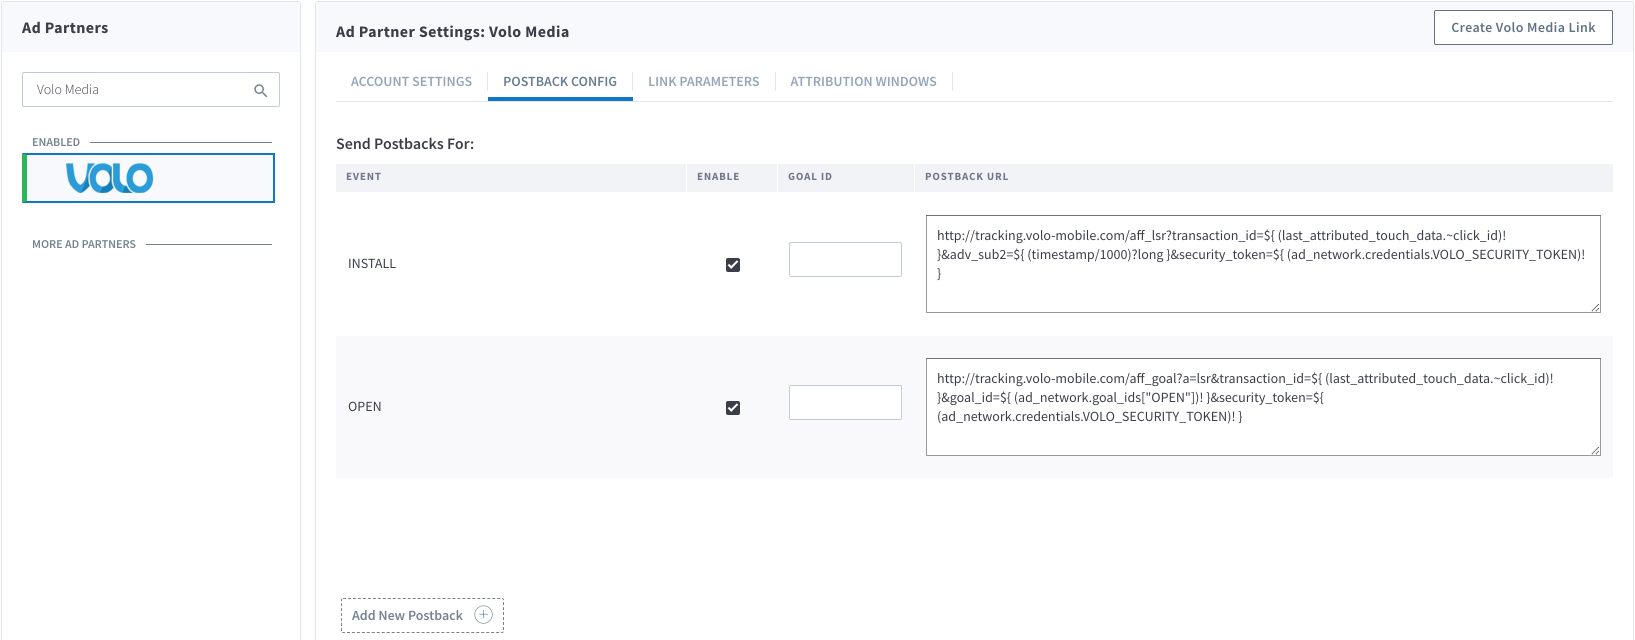 Ad Partners
Volo Media
ENABLED
VOLO
MORE AD PARTNERS
Ad Partner Settings: Volo Media
Create Volo Media Link
ACCOUNT SETTINGS
POSTBACK CONFIG
LINK PARAMETERS
ATTRIBUTION WINDOWS
Send Postbacks For:
EVENT
ENABLE
GOAL ID
POSTBACK URL
INSTALL
http://tracking.volo-mobile.com/aff_lsr?transaction_id=${ (last_attributed_touch_data.~click_id)!
}&adv_sub2=${ (timestamp/1000)?long }&security_token=${ (ad_network.credentials.VOLO_SECURITY_TOKEN)!
}
OPEN
http://tracking.volo-mobile.com/aff_goal?a=lsr&transaction_id=${ (last_attributed_touch_data.~click_id)!
}&goal_id=${ (ad_network.goal_ids["OPEN"])! }&security_token=${
(ad_network.credentials.VOLO_SECURITY_TOKEN)! }
Add New Postback